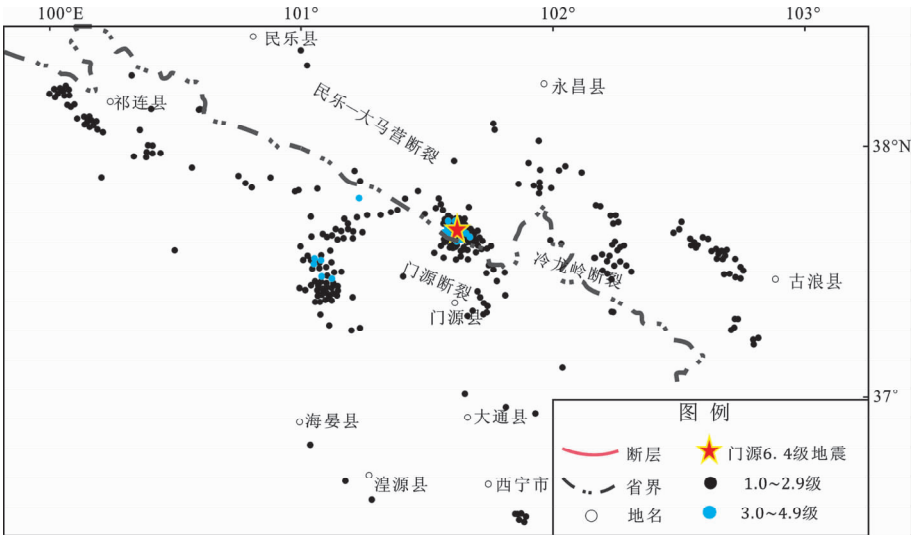 100°E
101°
102°
103°
民乐县
永昌县
祁连县
民乐—大马营断裂
38°N
冷龙岭断裂
门源断裂
古浪县
门源县
37°
海晏县
大通县
湟源县
西宁市
图 例
断层
门源6.4级地震
省界
1.0~2.9级
地名
3.0~4.9级